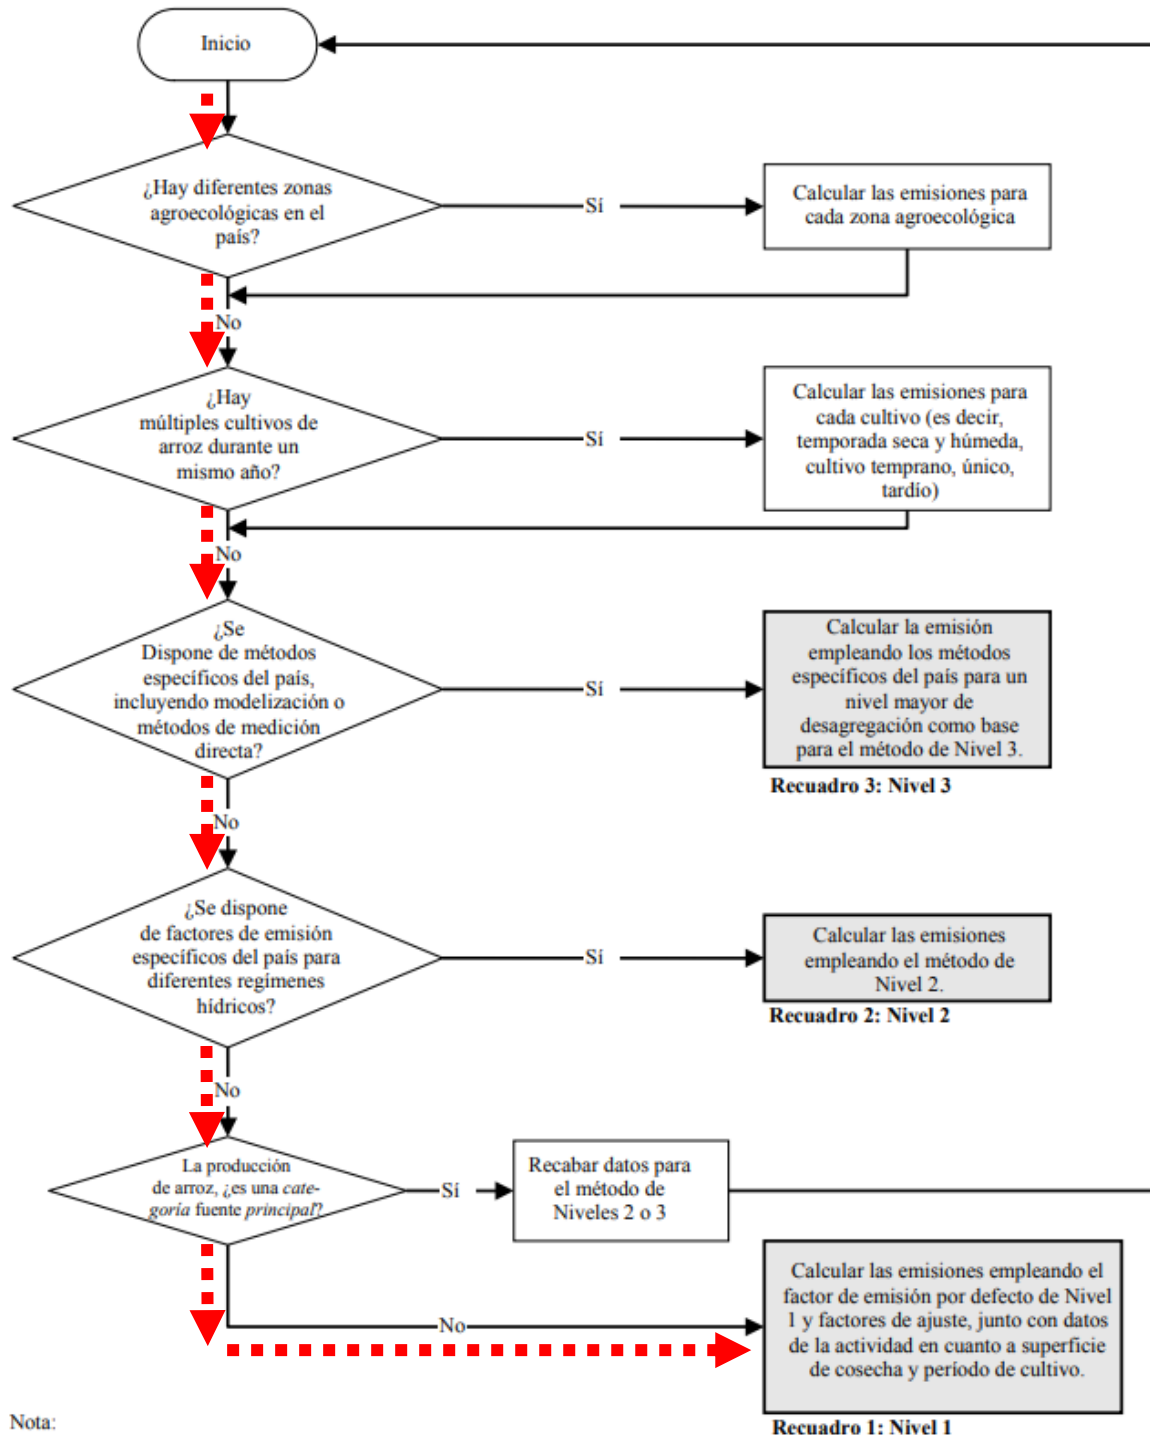 Inicio
¿Hay diferentes zonas
agroecológicas en el
país?
Sí
Calcular las emisiones para
cada zona agroecológica
No
¿Hay
múltiples cultivos de
arroz durante un
mismo año?
Sí
Calcular las emisiones para
cada cultivo (es decir,
temporada seca y húmeda,
cultivo temprano, único,
tardío)
No
¿Se
Dispone de métodos
específicos del país,
incluyendo modelización o
métodos de medición
directa?
Sí
Calcular la emisión
empleando los métodos
específicos del país para un
nivel mayor de
desagregación como base
para el método de Nivel 3.
Recuadro 3: Nivel 3
No
¿Se dispone
de factores de emisión
específicos del país para
diferentes regímenes
hídricos?
Sí
Calcular las emisiones
empleando el método de
Nivel 2.
Recuadro 2: Nivel 2
No
La producción
de arroz, ¿es una cate-
goría fuente principal?
Sí
Recabar datos para
el método de
Niveles 2 o 3
No
Calcular las emisiones empleando el
factor de emisión por defecto de Nivel
1 y factores de ajuste, junto con datos
de la actividad en cuanto a superficie
de cosecha y período de cultivo.
Recuadro 1: Nivel 1
Nota: